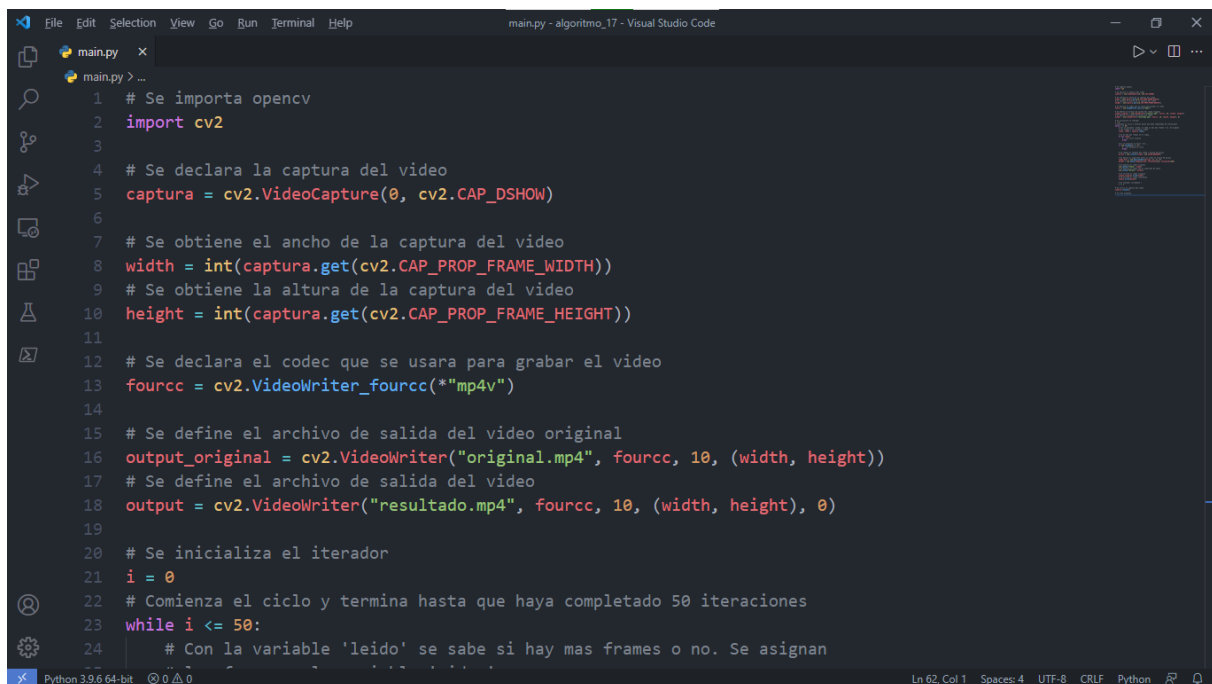 File Edit Selection View Go Run Terminal Help main.py - algoritmo_17 - Visual Studio Code
main.py
main.py > ...
1 # Se importa opencv
2 import cv2
3
4 # Se declara la captura del video
5 captura = cv2.VideoCapture(0, cv2.CAP_DSHOW)
6
7 # Se obtiene el ancho de la captura del video
8 width = int(captura.get(cv2.CAP_PROP_FRAME_WIDTH))
9 # Se obtiene la altura de la captura del video
10 height = int(captura.get(cv2.CAP_PROP_FRAME_HEIGHT))
11
12 # Se declara el codec que se usara para grabar el video
13 fourcc = cv2.VideoWriter_fourcc(*"mp4v")
14
15 # Se define el archivo de salida del video original
16 output_original = cv2.VideoWriter("original.mp4", fourcc, 10, (width, height))
17 # Se define el archivo de salida del video
18 output = cv2.VideoWriter("resultado.mp4", fourcc, 10, (width, height), 0)
19
20 # Se inicializa el iterador
21 i = 0
22 # Comienza el ciclo y termina hasta que haya completado 50 iteraciones
23 while i <= 50:
24 # Con la variable 'leido' se sabe si hay mas frames o no. Se asignan
Python 3.9.6 64-bit 0 0 Ln 62, Col 1 Spaces: 4 UTF-8 CRLF Python